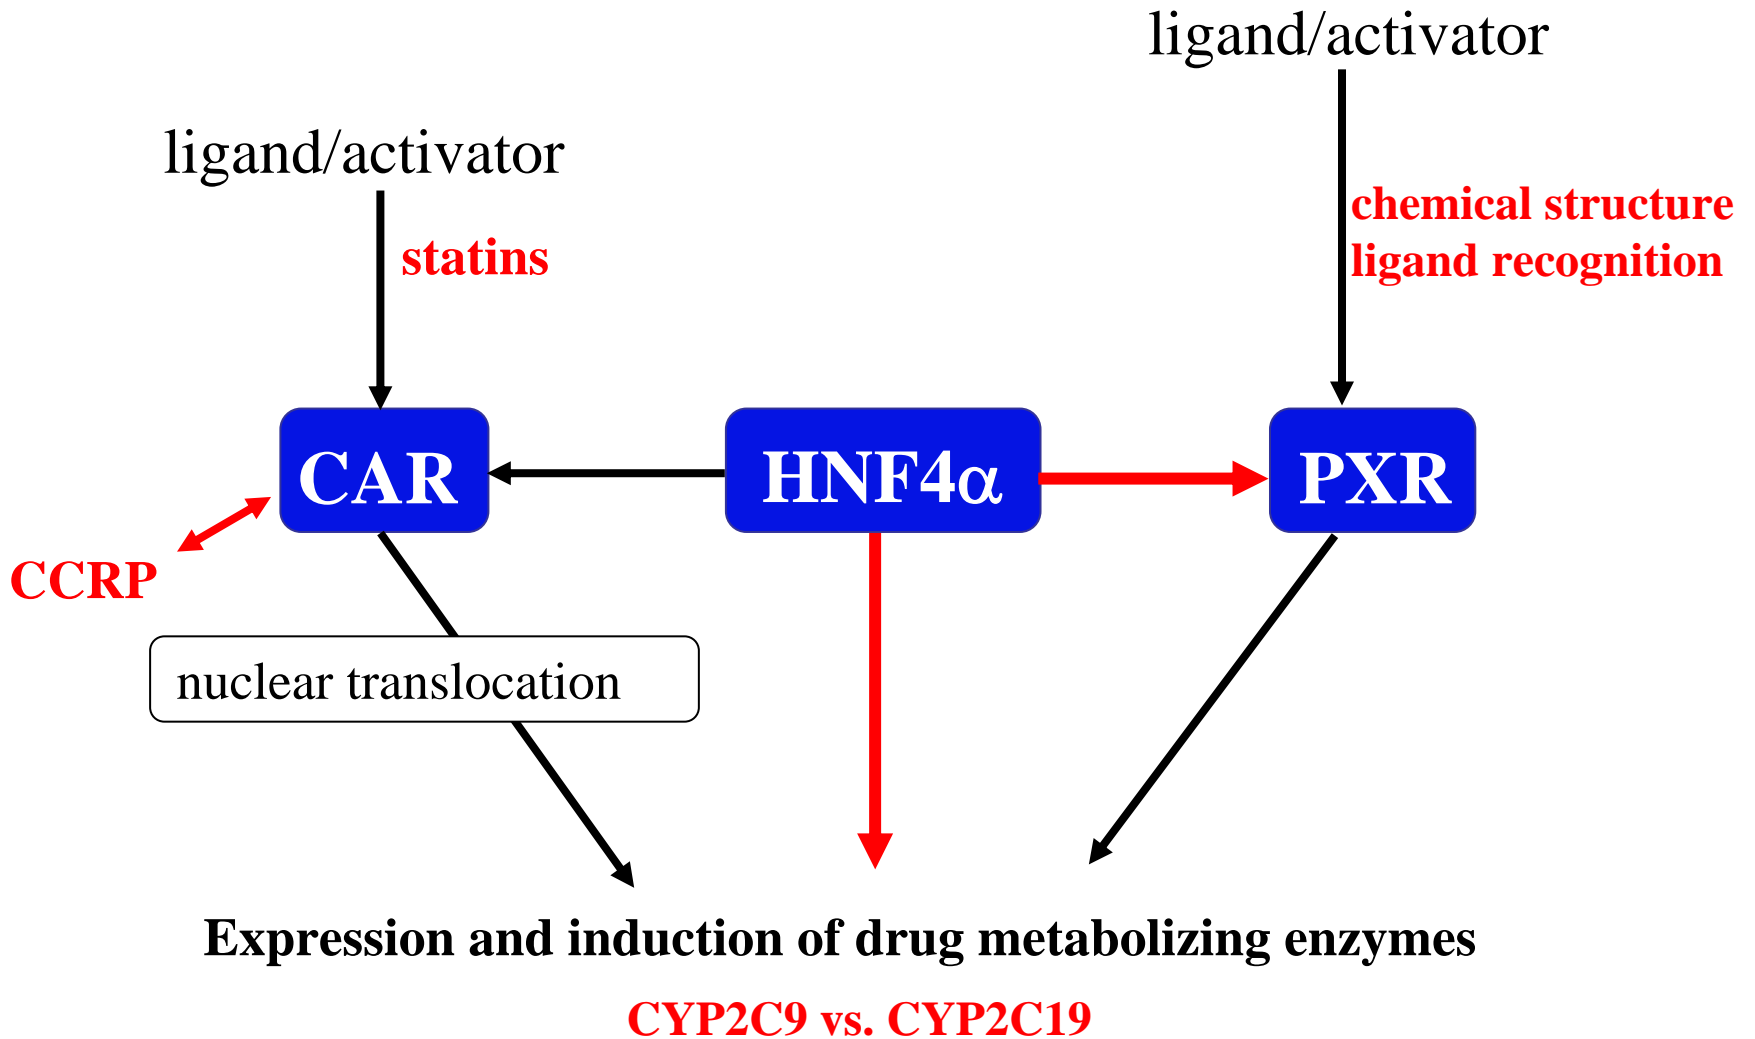 ligand/activator
ligand/activator
chemical structure
ligand recognition
statins
CAR
HNF4α
PXR
CCRP
nuclear translocation
Expression and induction of drug metabolizing enzymes
CYP2C9 vs. CYP2C19